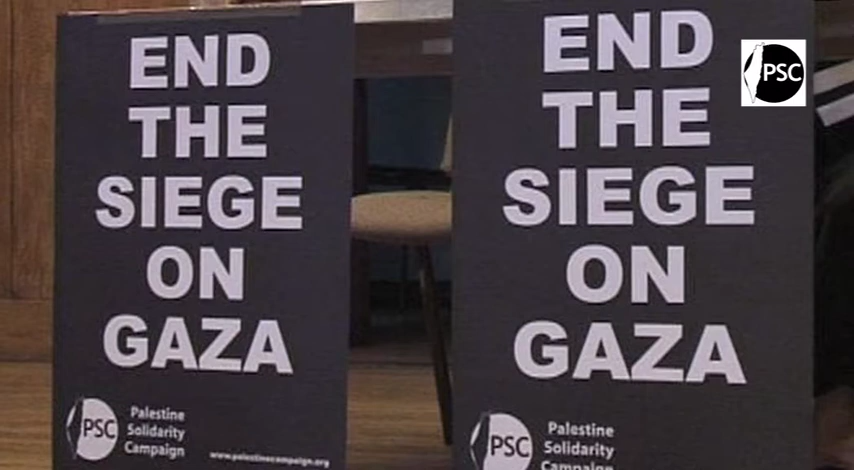 END
THE
SIEGE
ON
GAZA
PSC
Palestine
Solidarity
Campaign
www.palestinecampaign.org
END
THE
SIEGE
ON
GAZA
PSC
Palestine
Solidarity
Campaign
PSC